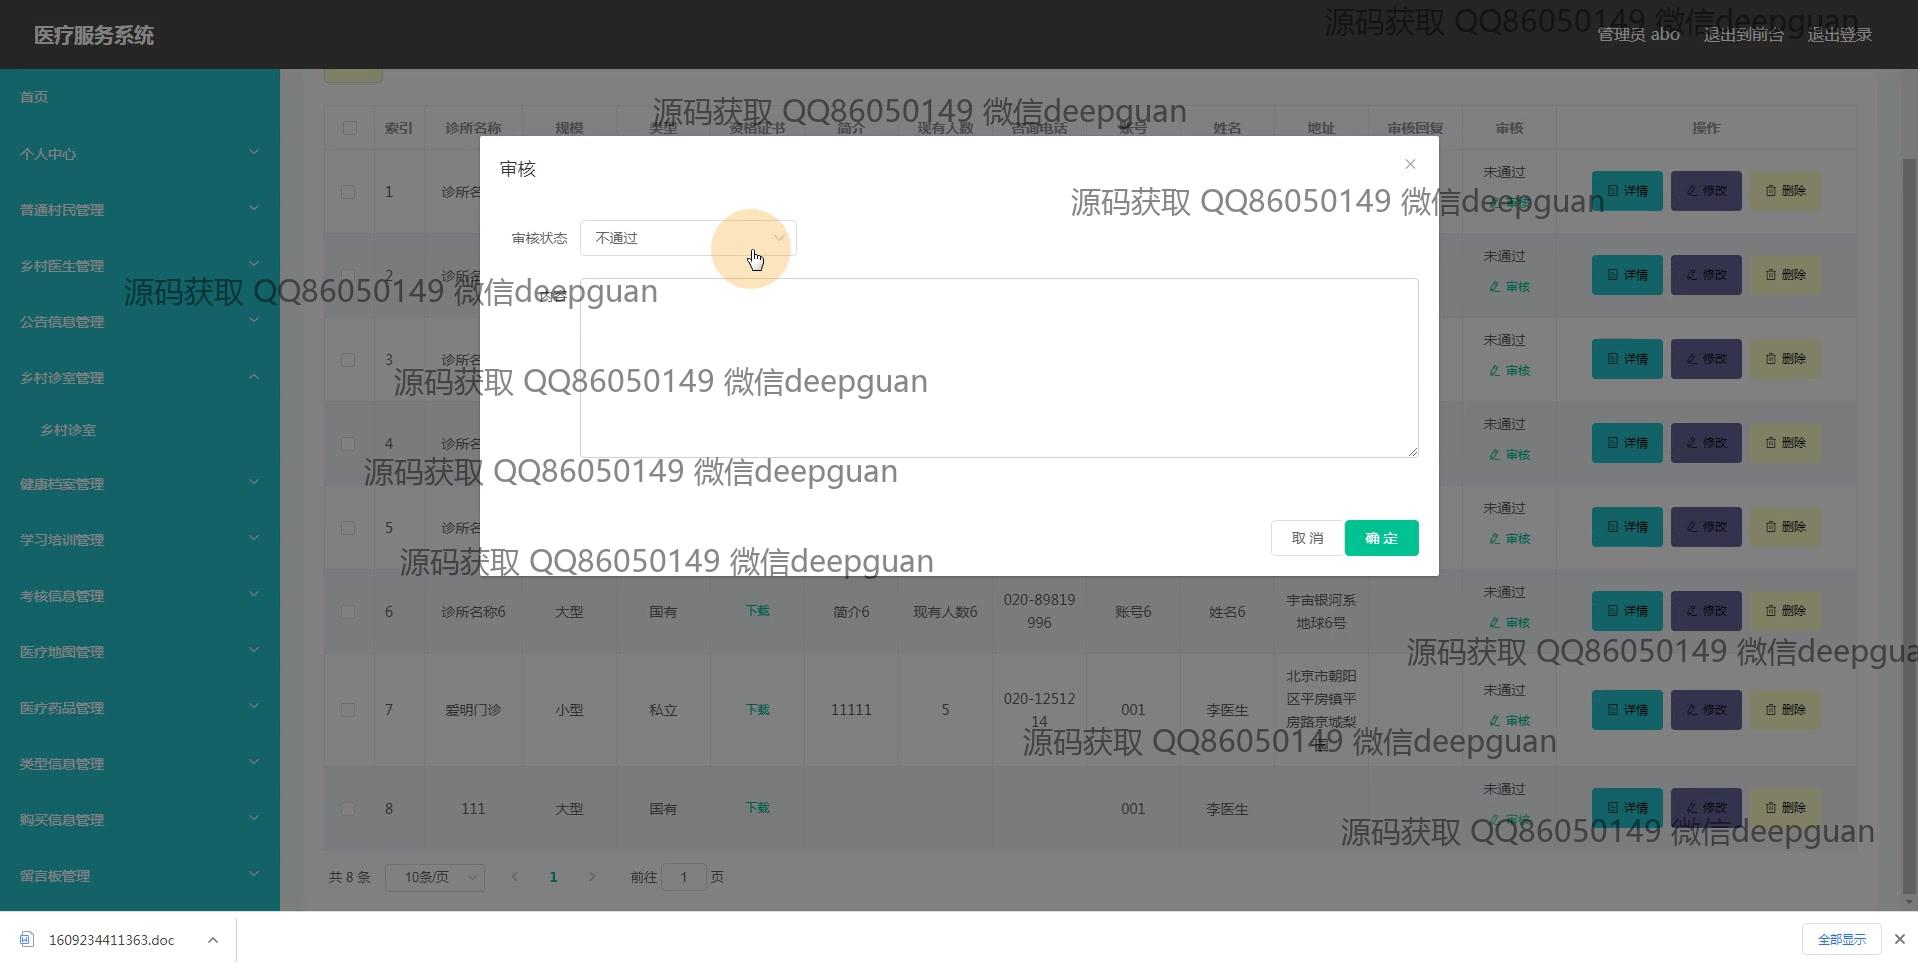 医疗服务系统
管理员 abo 退出到前台 退出登录
源码获取 QQ86050149 微信deepguan
首页
个人中心
普通村民管理
乡村医生管理
公告信息管理
乡村诊室管理
乡村诊室
健康档案管理
学习培训管理
考核信息管理
医疗地图管理
医疗药品管理
类型信息管理
购买信息管理
留言板管理
源码获取 QQ86050149 微信deepguan
索引 诊所名称 规模 类型 资格证书 简介 现有人数 咨询电话 账号 姓名 地址 审核回复 审核 操作
审核
源码获取 QQ86050149 微信deepguan
审核状态 不通过
内容
源码获取 QQ86050149 微信deepguan
源码获取 QQ86050149 微信deepguan
源码获取 QQ86050149 微信deepguan
取消 确定
源码获取 QQ86050149 微信deepguan
1 诊所名 未通过 审核 详情 修改 删除
2 诊所名 未通过 审核 详情 修改 删除
3 诊所名 未通过 审核 详情 修改 删除
4 诊所名 未通过 审核 详情 修改 删除
5 诊所名 未通过 审核 详情 修改 删除
6 诊所名称6 大型 国有 下载 简介6 现有人数6 020-89819996 账号6 姓名6 宇宙银河系地球6号 未通过 审核 详情 修改 删除
源码获取 QQ86050149 微信deepgua
7 爱明门诊 小型 私立 下载 11111 5 020-1251214 001 李医生 北京市朝阳区平房镇平房路京城梨园 未通过 审核 详情 修改 删除
源码获取 QQ86050149 微信deepguan
8 111 大型 国有 下载 001 李医生 未通过 审核 详情 修改 删除
源码获取 QQ86050149 微信deepguan
共 8 条 10条/页 1 前往 1 页
1609234411363.doc
全部显示